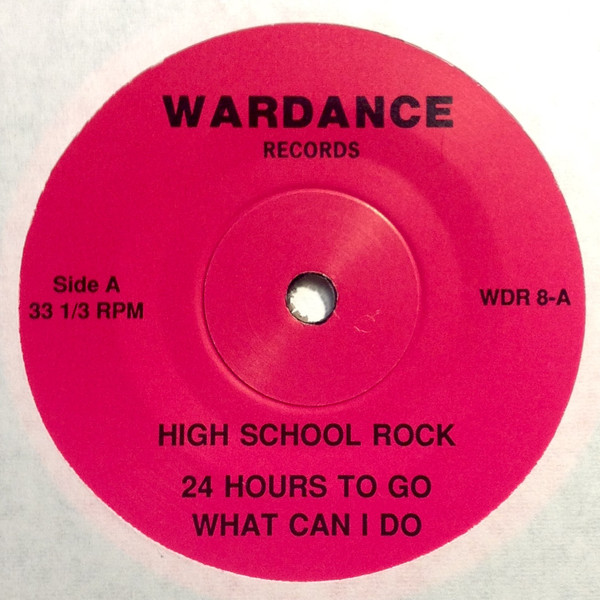 WARDANCE
RECORDS
Side A
33 1/3 RPM
WDR 8-A
HIGH SCHOOL ROCK
24 HOURS TO GO
WHAT CAN I DO